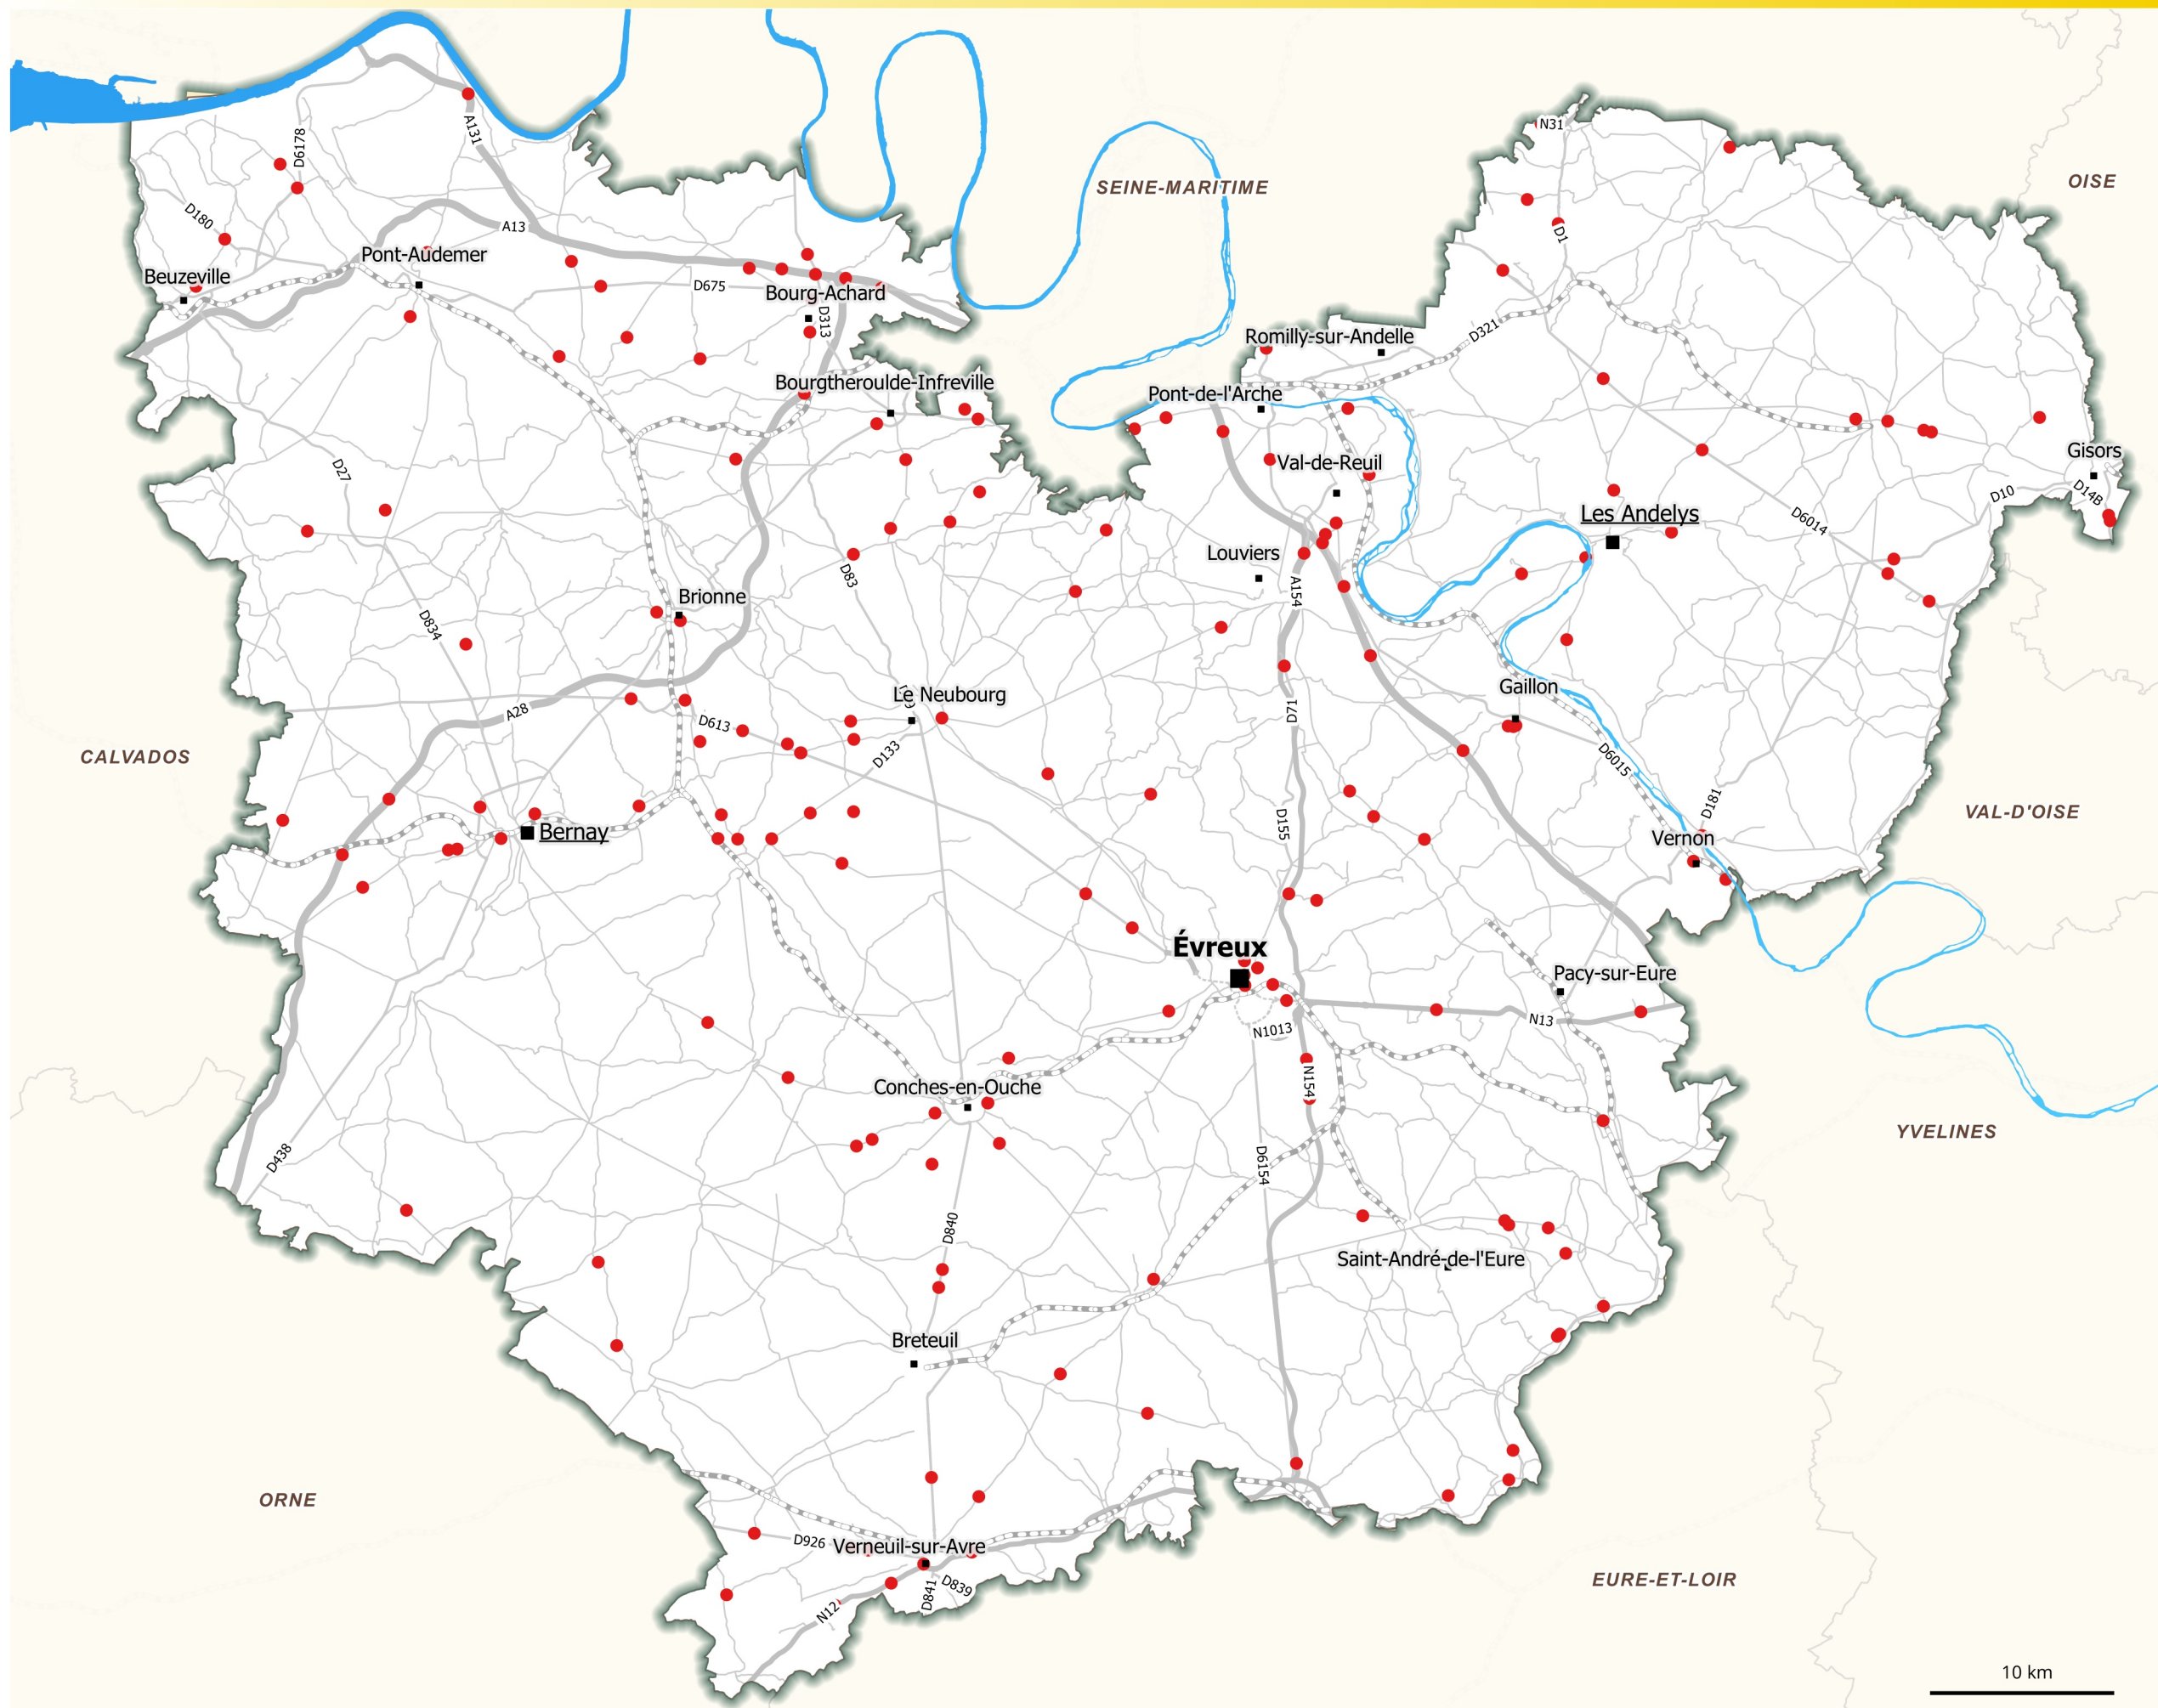 N31
A131
D6178
OISE
SEINE-MARITIME
D180
A13
D1
Pont-Audemer
Beuzeville
D675
Bourg-Achard
D313
D321
Romilly-sur-Andelle
Bourgtheroulde-Infreville
Pont-de-l'Arche
Gisors
D27
Val-de-Reuil
D14B
D10
Les Andelys
D6014
Louviers
D83
A154
Brionne
D834
Gaillon
Le Neubourg
A28
D613
D71
D133
CALVADOS
D6015
D181
VAL-D'OISE
D155
Bernay
Vernon
Évreux
Pacy-sur-Eure
N13
N1013
N154
Conches-en-Ouche
YVELINES
D438
D6154
D840
Saint-André-de-l'Eure
Breteuil
ORNE
D926
Verneuil-sur-Avre
EURE-ET-LOIR
D839
D841
N12
10 km